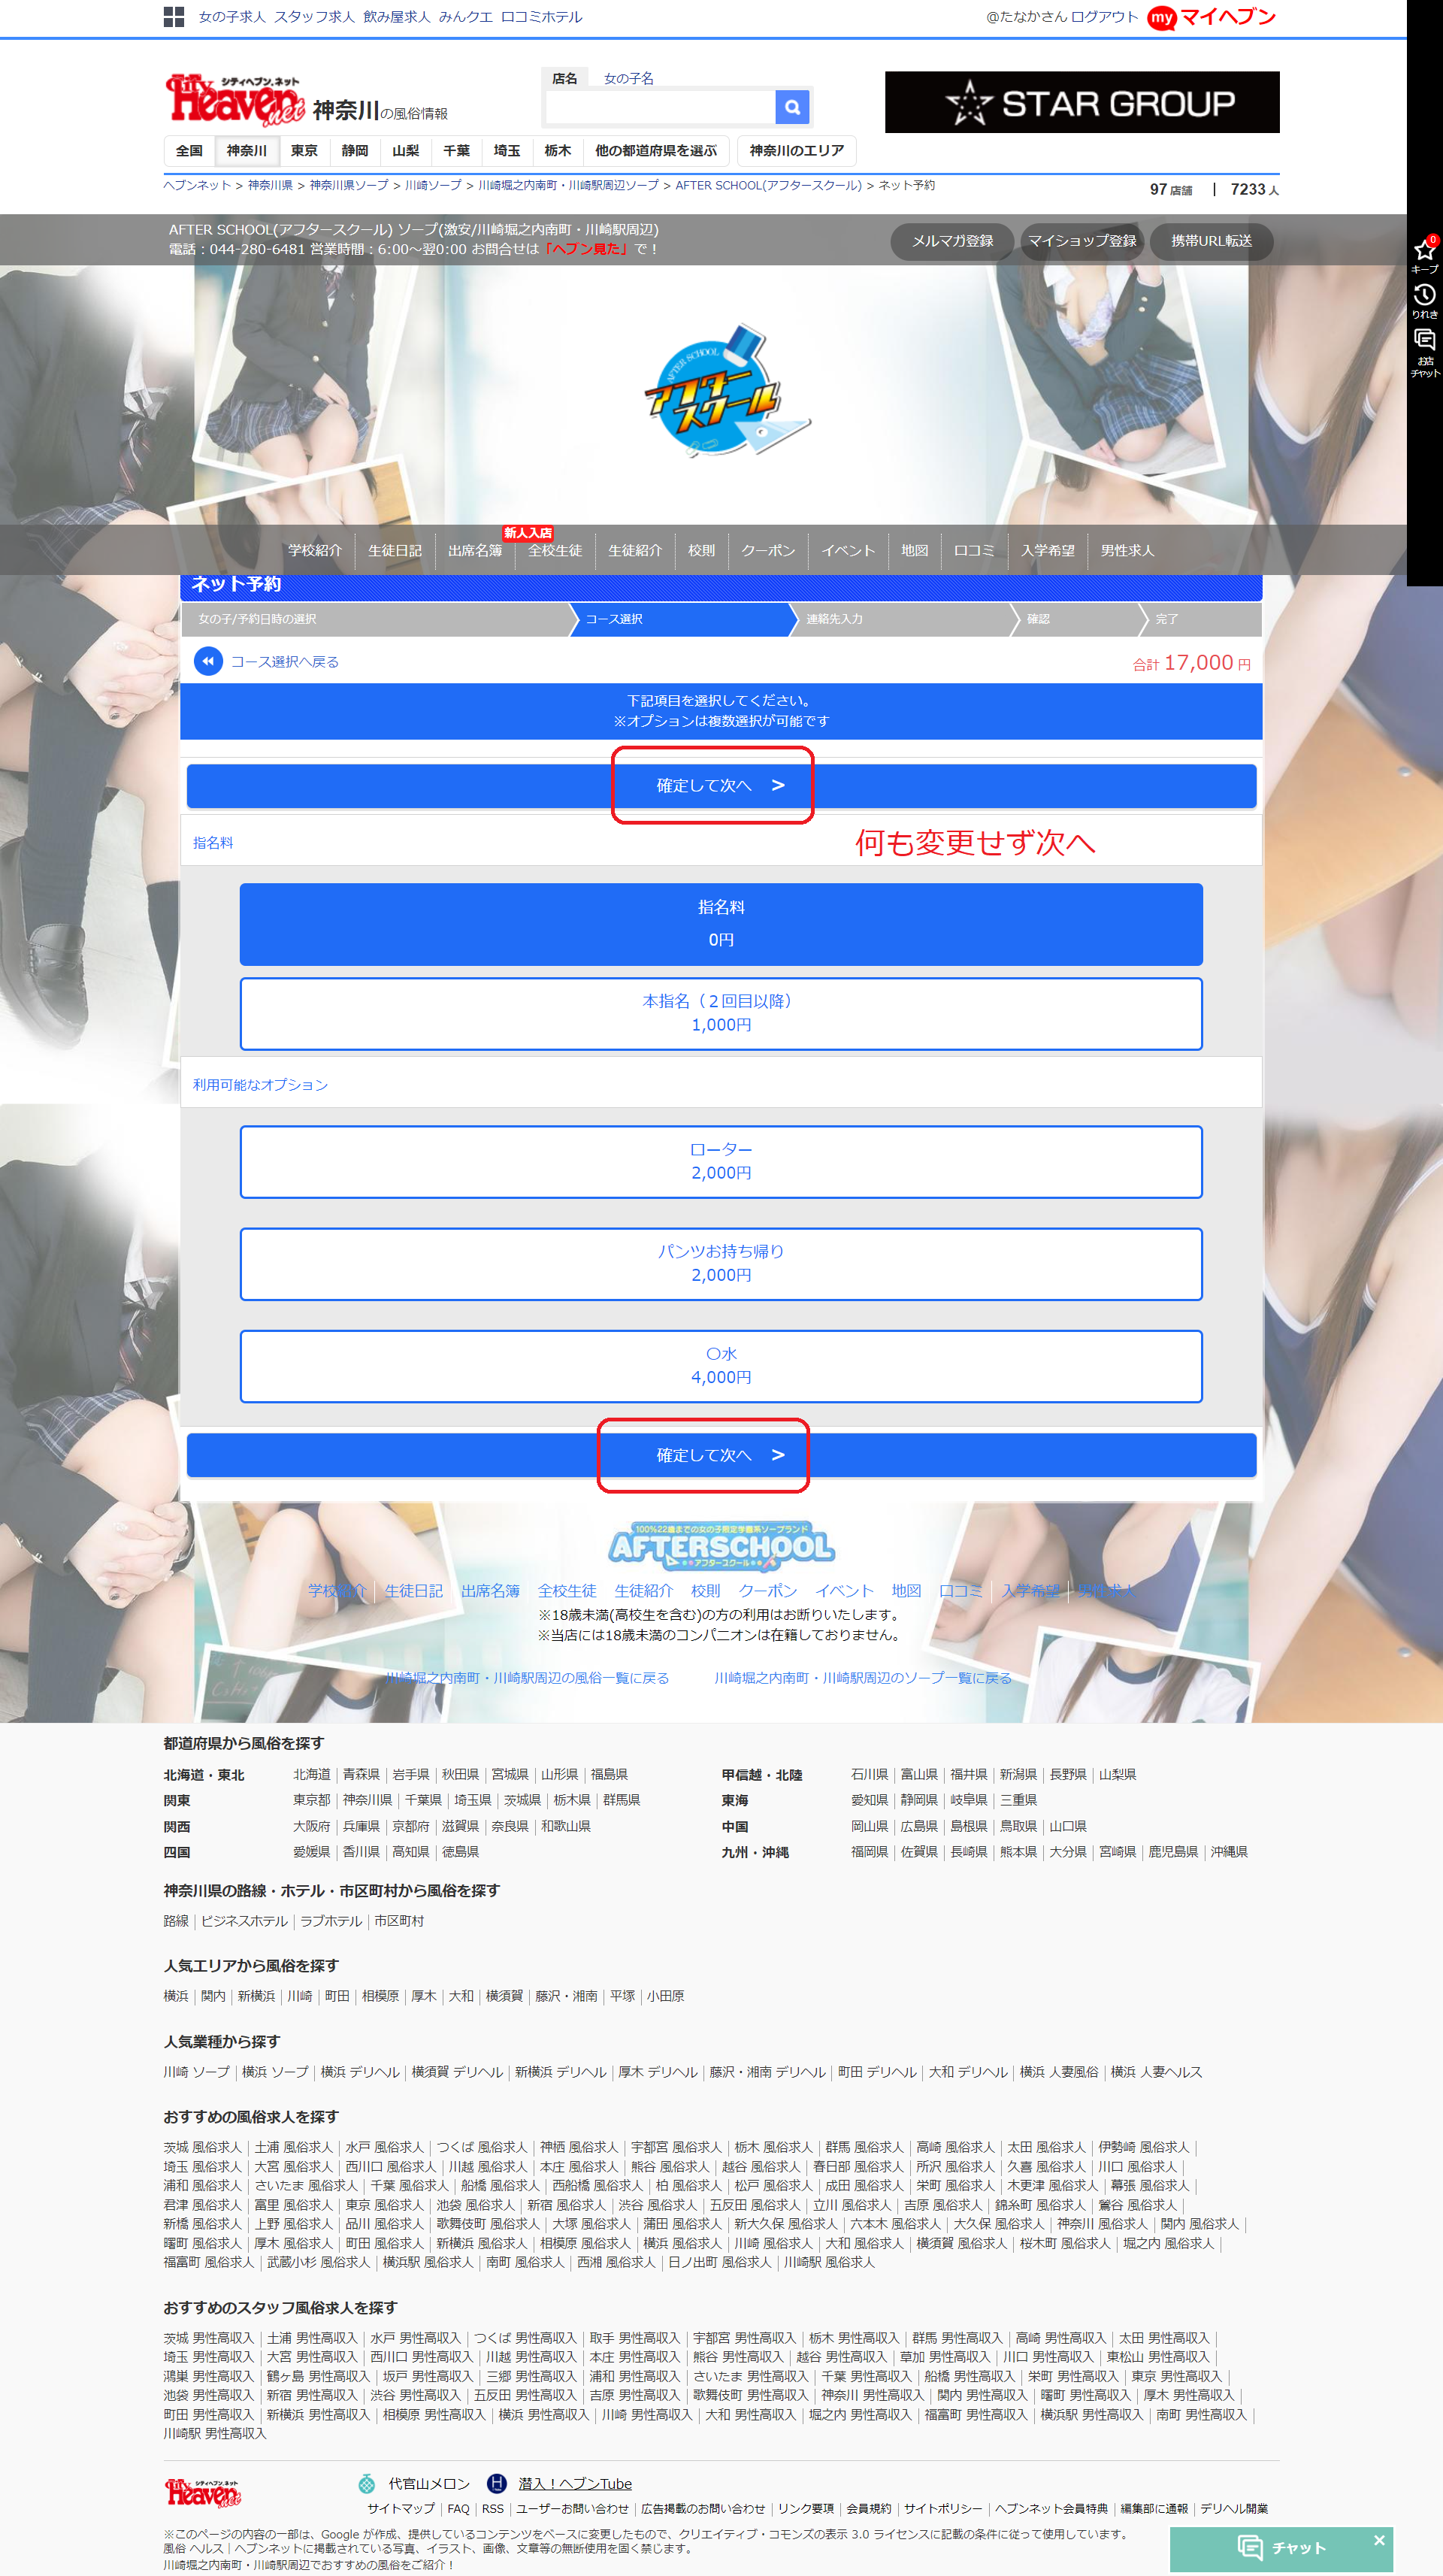 女の子求人 スタッフ求人 飲み屋求人 みんクエ 口コミホテル
@たなかさん ログアウト my マイヘブン
City シティヘブン.ネット
Heaven.net 神奈川の風俗情報
店名 女の子名
STAR GROUP
全国 神奈川 東京 静岡 山梨 千葉 埼玉 栃木 他の都道府県を選ぶ 神奈川のエリア
ヘブンネット > 神奈川県 > 神奈川県ソープ > 川崎ソープ > 川崎堀之内南町・川崎駅周辺ソープ > AFTER SCHOOL(アフタースクール) > ネット予約
97 店舗 | 7233 人
AFTER SCHOOL(アフタースクール) ソープ(激安/川崎堀之内南町・川崎駅周辺)
電話：044-280-6481 営業時間：6:00～翌0:00 お問合せは「ヘブン見た」で！
メルマガ登録 マイショップ登録 携帯URL転送
0
キープ
りれき
お店
チャット
AFTER SCHOOL
アフター
スクール
新人入店
学校紹介 生徒日記 出席名簿 全校生徒 生徒紹介 校則 クーポン イベント 地図 口コミ 入学希望 男性求人
ネット予約
女の子/予約日時の選択 コース選択 連絡先入力 確認 完了
コース選択へ戻る
合計 17,000 円
下記項目を選択してください。
※オプションは複数選択が可能です
確定して次へ >
指名料
何も変更せず次へ
指名料
0円
本指名（２回目以降）
1,000円
利用可能なオプション
ローター
2,000円
パンツお持ち帰り
2,000円
〇水
4,000円
確定して次へ >
100%22歳までの女の子限定学園系ソープランド
AFTERSCHOOL
アフタースクール
学校紹介 生徒日記 出席名簿 全校生徒 生徒紹介 校則 クーポン イベント 地図 口コミ 入学希望 男性求人
※18歳未満(高校生を含む)の方の利用はお断りいたします。
※当店には18歳未満のコンパニオンは在籍しておりません。
川崎堀之内南町・川崎駅周辺の風俗一覧に戻る 川崎堀之内南町・川崎駅周辺のソープ一覧に戻る
都道府県から風俗を探す
北海道・東北 北海道 青森県 岩手県 秋田県 宮城県 山形県 福島県
甲信越・北陸 石川県 富山県 福井県 新潟県 長野県 山梨県
関東 東京都 神奈川県 千葉県 埼玉県 茨城県 栃木県 群馬県
東海 愛知県 静岡県 岐阜県 三重県
関西 大阪府 兵庫県 京都府 滋賀県 奈良県 和歌山県
中国 岡山県 広島県 島根県 鳥取県 山口県
四国 愛媛県 香川県 高知県 徳島県
九州・沖縄 福岡県 佐賀県 長崎県 熊本県 大分県 宮崎県 鹿児島県 沖縄県
神奈川県の路線・ホテル・市区町村から風俗を探す
路線 ビジネスホテル ラブホテル 市区町村
人気エリアから風俗を探す
横浜 関内 新横浜 川崎 町田 相模原 厚木 大和 横須賀 藤沢・湘南 平塚 小田原
人気業種から探す
川崎 ソープ 横浜 ソープ 横浜 デリヘル 横須賀 デリヘル 新横浜 デリヘル 厚木 デリヘル 藤沢・湘南 デリヘル 町田 デリヘル 大和 デリヘル 横浜 人妻風俗 横浜 人妻ヘルス
おすすめの風俗求人を探す
茨城 風俗求人 土浦 風俗求人 水戸 風俗求人 つくば 風俗求人 神栖 風俗求人 宇都宮 風俗求人 栃木 風俗求人 群馬 風俗求人 高崎 風俗求人 太田 風俗求人 伊勢崎 風俗求人
埼玉 風俗求人 大宮 風俗求人 西川口 風俗求人 川越 風俗求人 本庄 風俗求人 熊谷 風俗求人 越谷 風俗求人 春日部 風俗求人 所沢 風俗求人 久喜 風俗求人 川口 風俗求人
浦和 風俗求人 さいたま 風俗求人 千葉 風俗求人 船橋 風俗求人 西船橋 風俗求人 柏 風俗求人 松戸 風俗求人 成田 風俗求人 栄町 風俗求人 木更津 風俗求人 幕張 風俗求人
君津 風俗求人 富里 風俗求人 東京 風俗求人 池袋 風俗求人 新宿 風俗求人 渋谷 風俗求人 五反田 風俗求人 立川 風俗求人 吉原 風俗求人 錦糸町 風俗求人 鶯谷 風俗求人
新橋 風俗求人 上野 風俗求人 品川 風俗求人 歌舞伎町 風俗求人 大塚 風俗求人 蒲田 風俗求人 新大久保 風俗求人 六本木 風俗求人 大久保 風俗求人 神奈川 風俗求人 関内 風俗求人
曙町 風俗求人 厚木 風俗求人 町田 風俗求人 新横浜 風俗求人 相模原 風俗求人 横浜 風俗求人 川崎 風俗求人 大和 風俗求人 横須賀 風俗求人 桜木町 風俗求人 堀之内 風俗求人
福富町 風俗求人 武蔵小杉 風俗求人 横浜駅 風俗求人 南町 風俗求人 西湘 風俗求人 日ノ出町 風俗求人 川崎駅 風俗求人
おすすめのスタッフ風俗求人を探す
茨城 男性高収入 土浦 男性高収入 水戸 男性高収入 つくば 男性高収入 取手 男性高収入 宇都宮 男性高収入 栃木 男性高収入 群馬 男性高収入 高崎 男性高収入 太田 男性高収入
埼玉 男性高収入 大宮 男性高収入 西川口 男性高収入 川越 男性高収入 本庄 男性高収入 熊谷 男性高収入 越谷 男性高収入 草加 男性高収入 川口 男性高収入 東松山 男性高収入
鴻巣 男性高収入 鶴ヶ島 男性高収入 坂戸 男性高収入 三郷 男性高収入 浦和 男性高収入 さいたま 男性高収入 千葉 男性高収入 船橋 男性高収入 栄町 男性高収入 東京 男性高収入
池袋 男性高収入 新宿 男性高収入 渋谷 男性高収入 五反田 男性高収入 吉原 男性高収入 歌舞伎町 男性高収入 神奈川 男性高収入 関内 男性高収入 曙町 男性高収入 厚木 男性高収入
町田 男性高収入 新横浜 男性高収入 相模原 男性高収入 横浜 男性高収入 川崎 男性高収入 大和 男性高収入 堀之内 男性高収入 福富町 男性高収入 横浜駅 男性高収入 南町 男性高収入
川崎駅 男性高収入
City シティヘブン.ネット
Heaven.net
代官山メロン 潜入！ヘブンTube
サイトマップ FAQ RSS ユーザーお問い合わせ 広告掲載のお問い合わせ リンク要項 会員規約 サイトポリシー ヘブンネット会員特典 編集部に通報 デリヘル開業
※このページの内容の一部は、Google が作成、提供しているコンテンツをベースに変更したもので、クリエイティブ・コモンズの表示 3.0 ライセンスに記載の条件に従って使用しています。
風俗 ヘルス｜ヘブンネットに掲載されている写真、イラスト、画像、文章等の無断使用を固く禁じます。
川崎堀之内南町・川崎駅周辺でおすすめの風俗をご紹介！
チャット ×